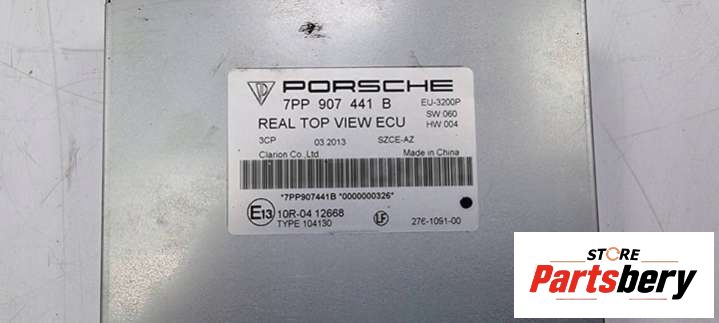 PORSCHE
7PP 907 441 B EU-3200P
REAL TOP VIEW ECU SW 060
HW 004
3CP 03.2013 SZCE-AZ
Clarion Co.,Ltd Made in China
*7PP907441B *0000000326*
E13 10R-04 12668
TYPE 104130 LF 276-1091-00
STORE
Partsbery